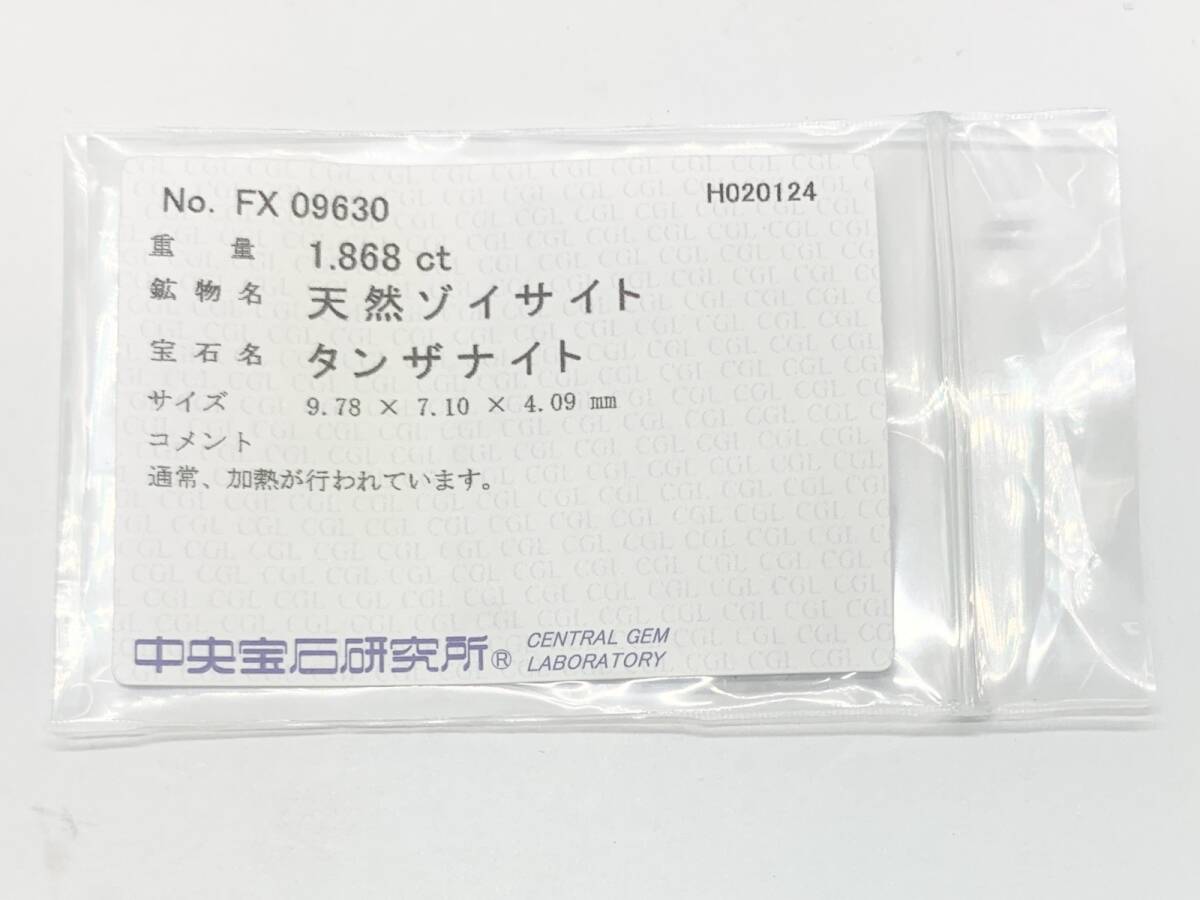 No. FX 09630 H020124
重量 1.868 ct
鉱物名 天然ゾイサイト
宝石名 タンザナイト
サイズ 9.78 × 7.10 × 4.09 mm
コメント
通常、加熱が行われています。
中央宝石研究所® CENTRAL GEM
LABORATORY